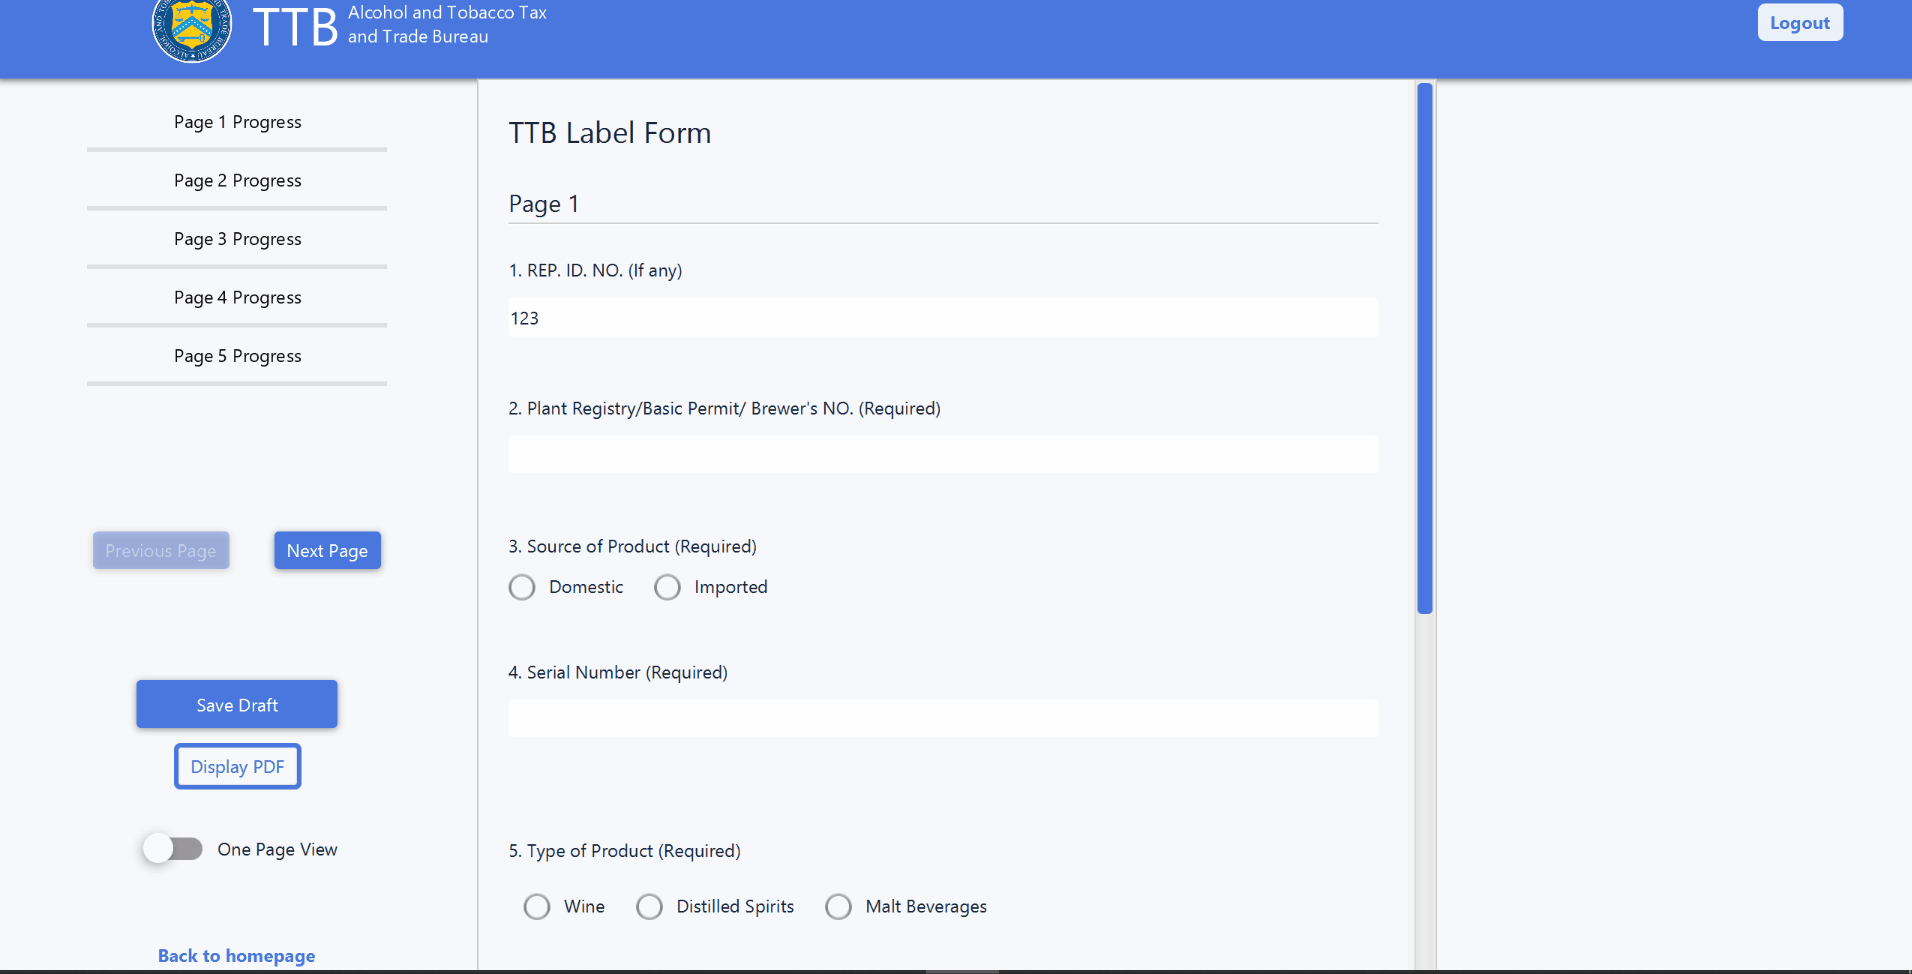 TTB
Alcohol and Tobacco Tax
and Trade Bureau
Logout
Page 1 Progress
Page 2 Progress
Page 3 Progress
Page 4 Progress
Page 5 Progress
Previous Page
Next Page
Save Draft
Display PDF
One Page View
Back to homepage
TTB Label Form
Page 1
1. REP. ID. NO. (If any)
123
2. Plant Registry/Basic Permit/ Brewer's NO. (Required)
3. Source of Product (Required)
Domestic
Imported
4. Serial Number (Required)
5. Type of Product (Required)
Wine
Distilled Spirits
Malt Beverages